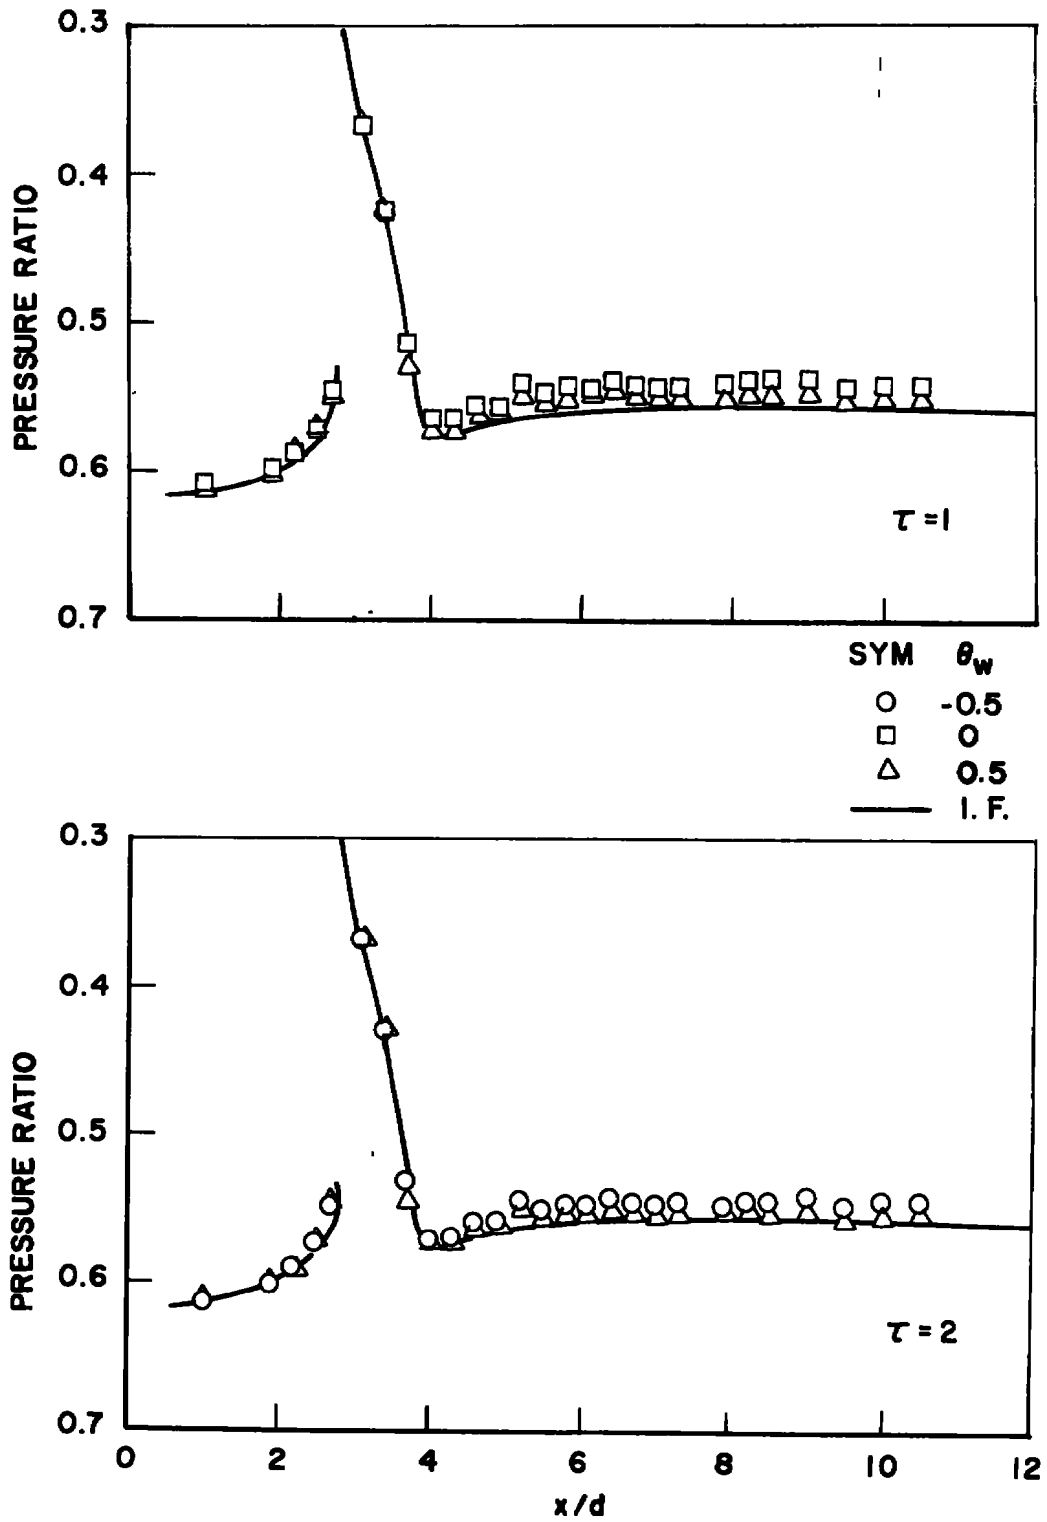 0.3
0.4
0.5
0.6
0.7
PRESSURE RATIO
τ = 1
SYM θw
-0.5
0
0.5
I. F.
0.3
0.4
0.5
0.6
0.7
PRESSURE RATIO
τ = 2
0 2 4 6 8 10 12
x/d